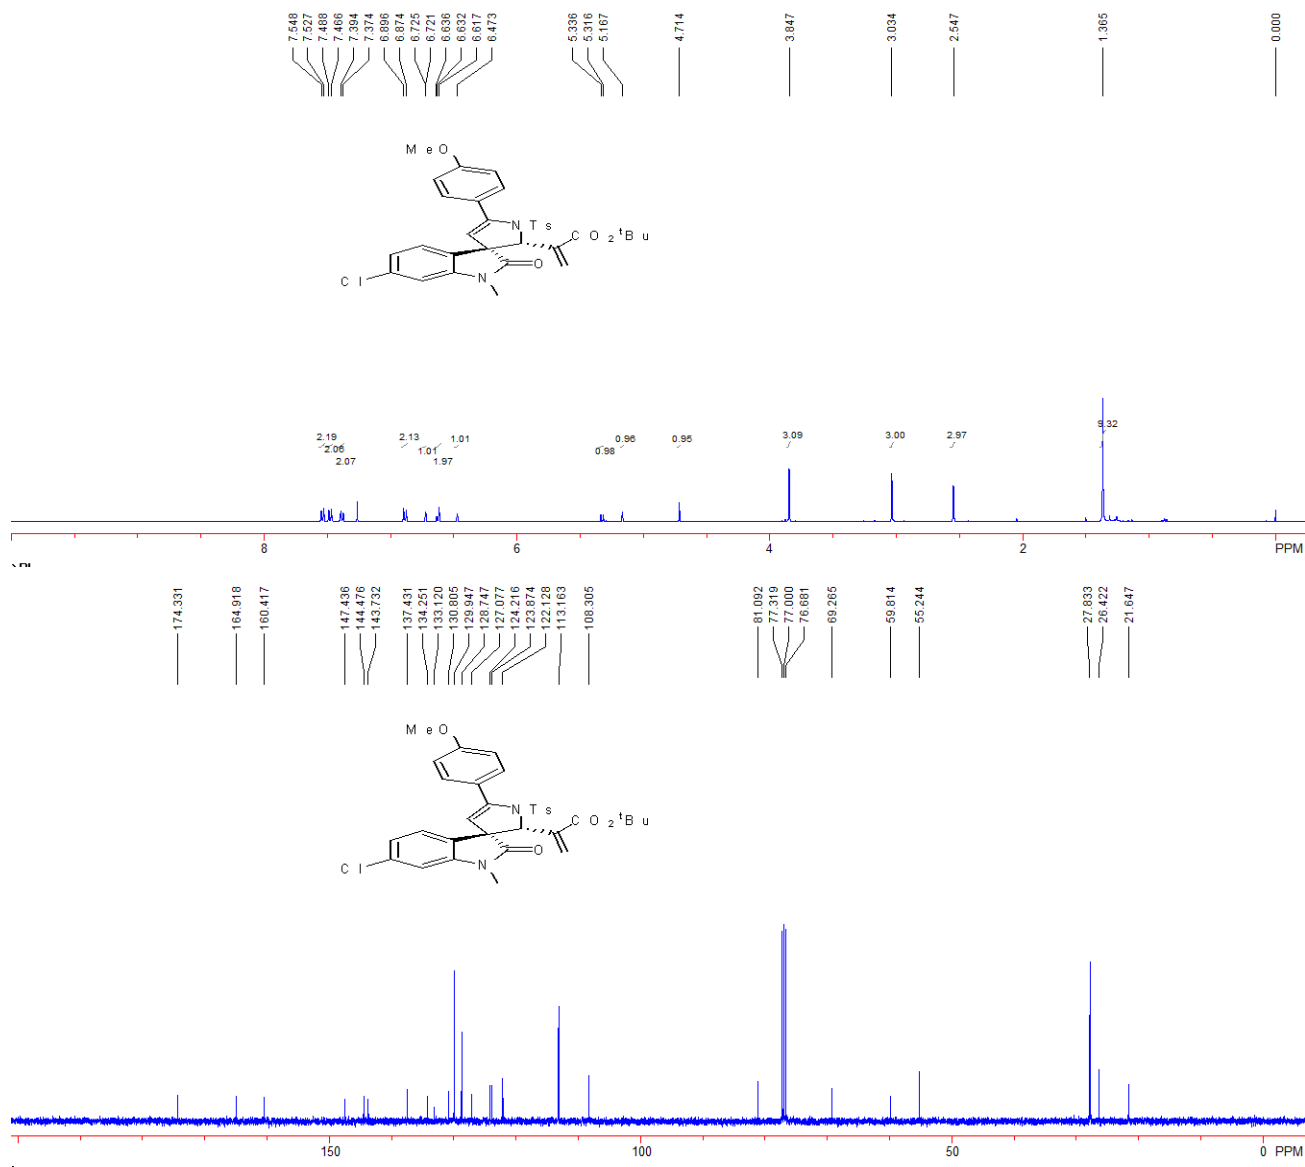 7.548 7.527 7.488 7.466 7.394 7.374 6.896 6.874 6.725 6.721 6.636 6.632 6.617 6.473 5.336 5.316 5.167 4.714 3.847 3.034 2.547 1.365 0.000
MeO
N Ts
CO2tBu
O
N
Cl
2.19 2.06 2.07 2.13 1.01 1.97 1.01 0.98 0.96 0.95 3.09 3.00 2.97 9.32
8 6 4 2 PPM
174.331 164.918 160.417 147.436 144.476 143.732 137.431 134.251 133.120 130.805 129.947 128.747 127.077 124.216 123.874 122.128 113.163 108.305 81.092 77.319 77.000 76.681 69.265 59.814 55.244 27.833 26.422 21.647
MeO
N Ts
CO2tBu
O
N
Cl
150 100 50 0 PPM